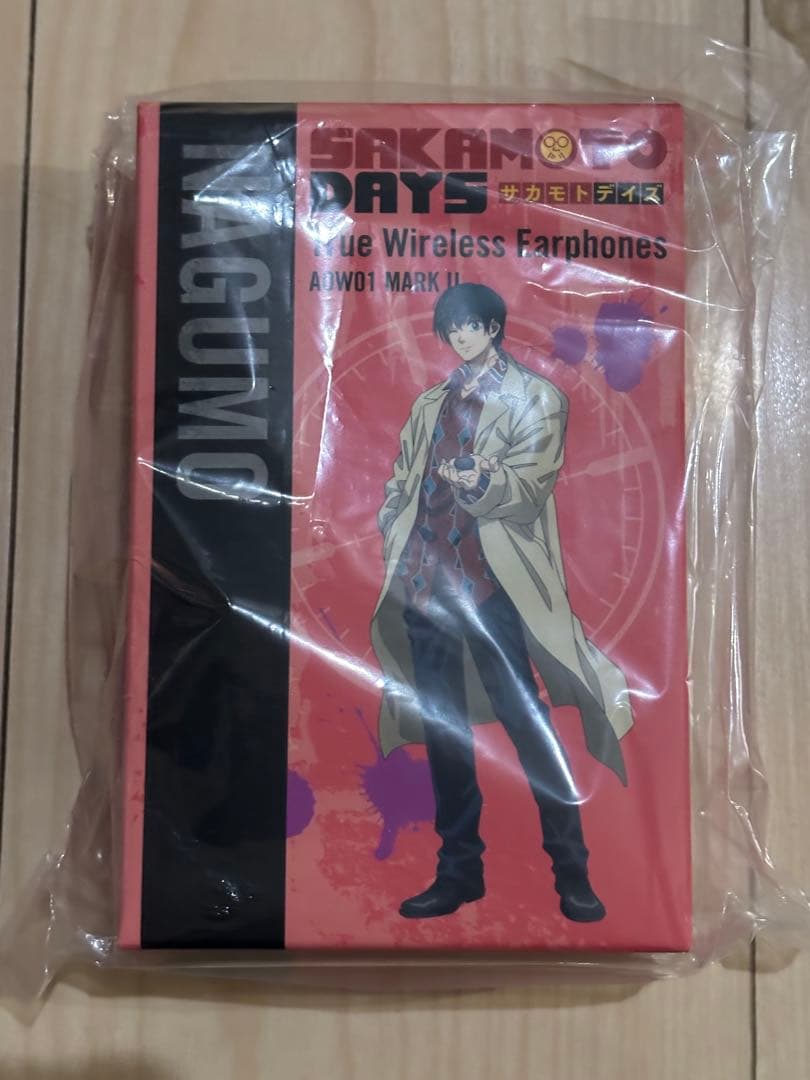 NAGUMO
SAKAMOTO
DAYS サカモトデイズ
True Wireless Earphones
AOW01 MARK II